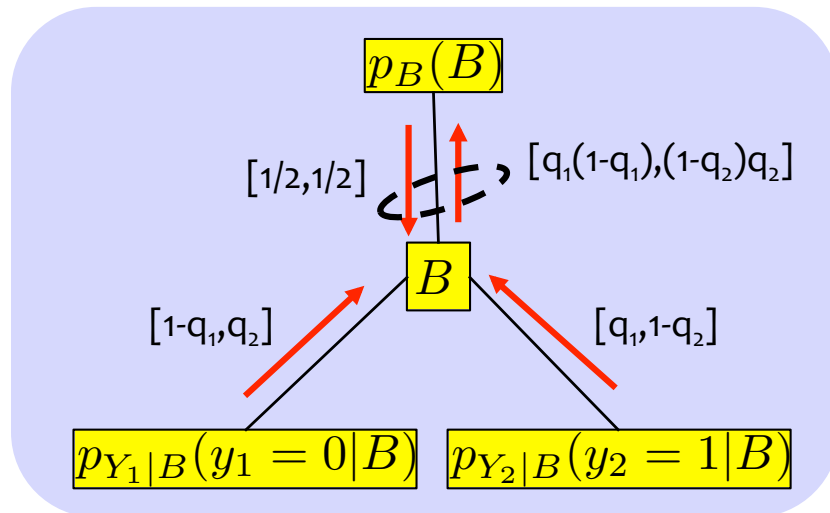 p_B(B)
[1/2,1/2]
[q₁(1-q₁),(1-q₂)q₂]
B
[1-q₁,q₂]
[q₁,1-q₂]
p_{Y₁|B}(y₁ = 0|B)
p_{Y₂|B}(y₂ = 1|B)